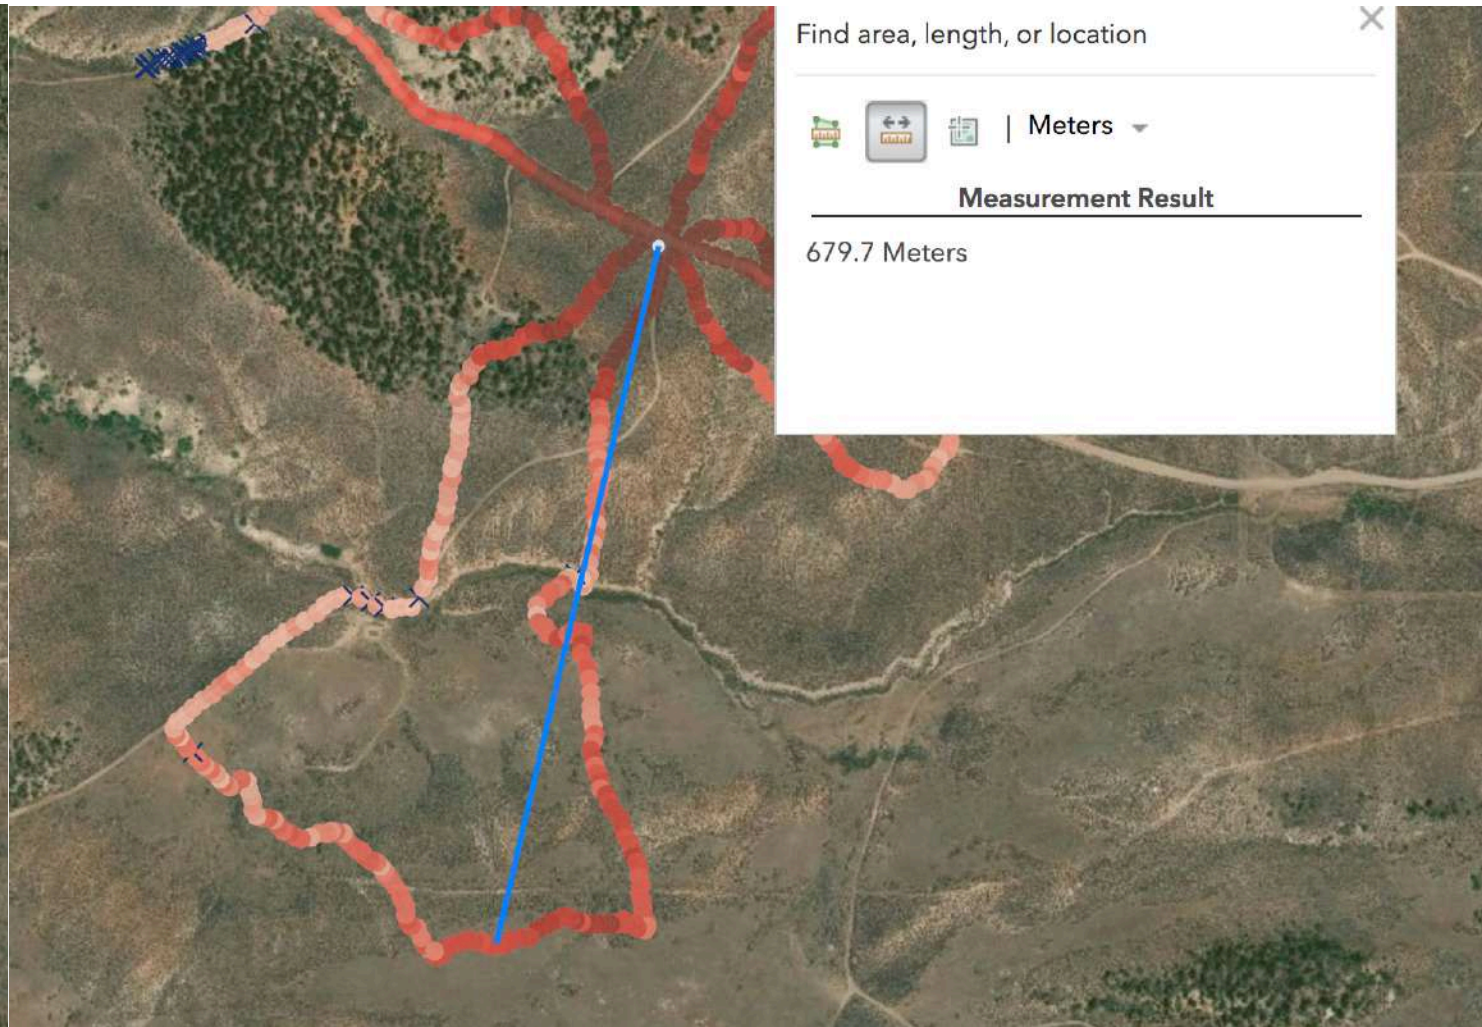 Find area, length, or location
| Meters
Measurement Result
679.7 Meters